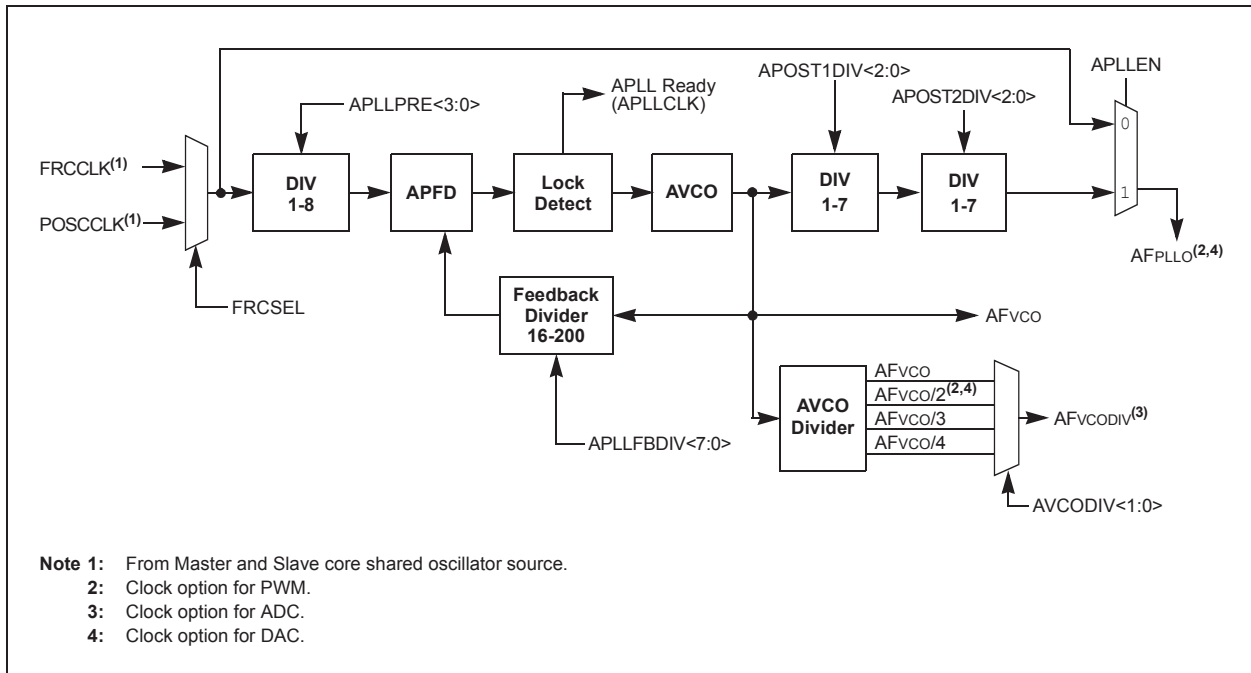 APOST1DIV<2:0>
APLLEN
APLL Ready
(APLLCLK)
APLLPRE<3:0>
APOST2DIV<2:0>
0
FRCCLK(1)
DIV
1-8
APFD
Lock
Detect
AVCO
DIV
1-7
DIV
1-7
1
POSCCLK(1)
AFPLLO(2,4)
FRCSEL
Feedback
Divider
16-200
AFVCO
AVCO
Divider
AFVCO
AFVCO/2(2,4)
AFVCO/3
AFVCO/4
AFVCODIV(3)
APLLFBDIV<7:0>
AVCODIV<1:0>
Note 1: From Master and Slave core shared oscillator source.
2: Clock option for PWM.
3: Clock option for ADC.
4: Clock option for DAC.